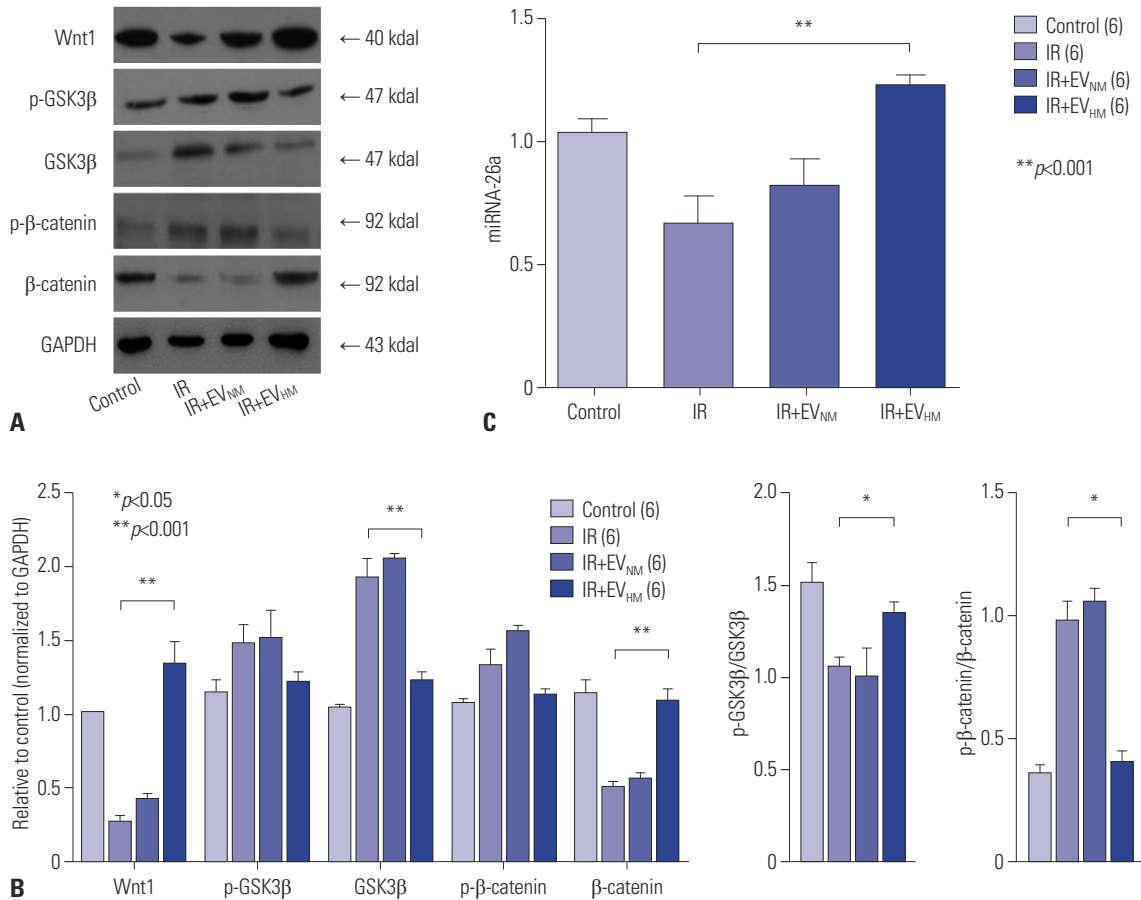 Wnt1
← 40 kdal
p-GSK3β
← 47 kdal
GSK3β
← 47 kdal
p-β-catenin
← 92 kdal
β-catenin
← 92 kdal
GAPDH
← 43 kdal
Control IR IR+EVNM IR+EVHM
A
miRNA-26a
1.5
1.0
0.5
0
**
Control IR IR+EVNM IR+EVHM
Control (6)
IR (6)
IR+EVNM (6)
IR+EVHM (6)
**p<0.001
C
Relative to control (normalized to GAPDH)
2.5
2.0
1.5
1.0
0.5
0
*p<0.05
**p<0.001
**
**
**
Control (6)
IR (6)
IR+EVNM (6)
IR+EVHM (6)
Wnt1 p-GSK3β GSK3β p-β-catenin β-catenin
B
p-GSK3β/GSK3β
2.0
1.5
1.0
0.5
0
*
p-β-catenin/β-catenin
1.5
1.0
0.5
0
*